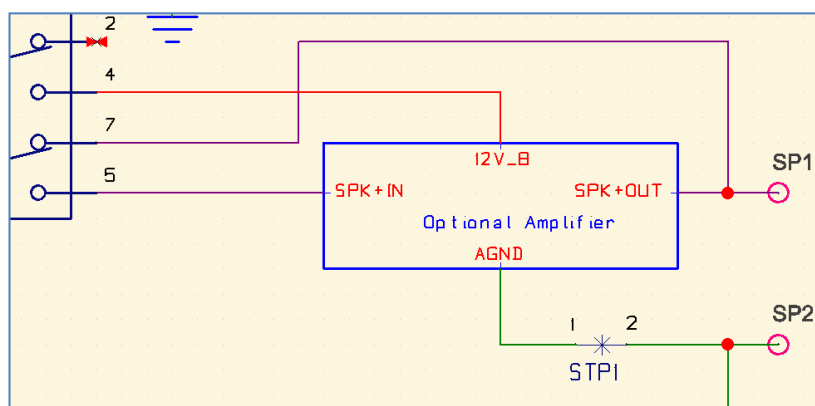 2
4
7
5
12V_B
SPK+IN
SPK+OUT
SP1
Optional Amplifier
AGND
1
2
STP1
SP2